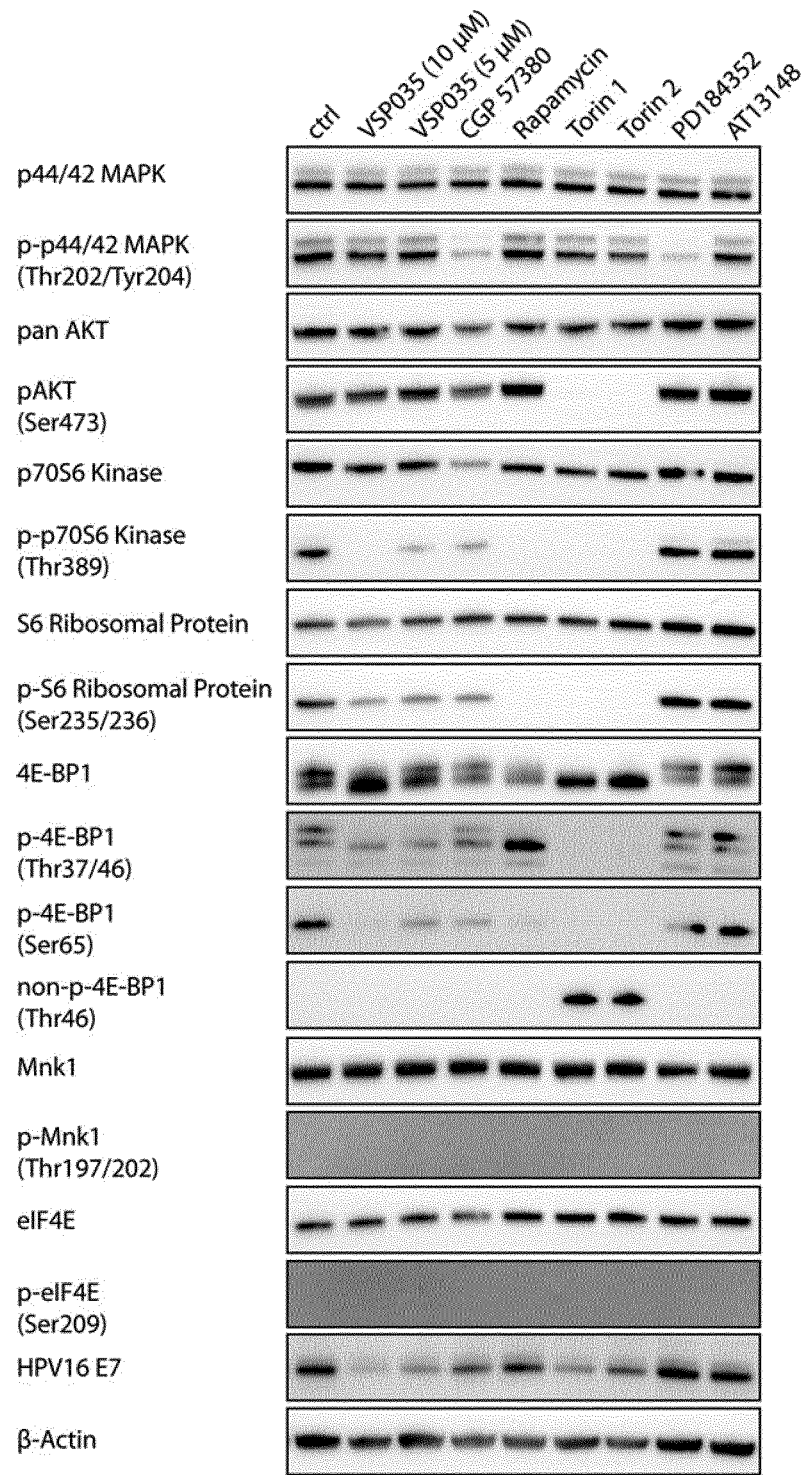 ctrl
VSP035 (10 µM)
VSP035 (5 µM)
CGP 57380
Rapamycin
Torin 1
Torin 2
PD184352
AT13148
p44/42 MAPK
p-p44/42 MAPK
(Thr202/Tyr204)
pan AKT
pAKT
(Ser473)
p70S6 Kinase
p-p70S6 Kinase
(Thr389)
S6 Ribosomal Protein
p-S6 Ribosomal Protein
(Ser235/236)
4E-BP1
p-4E-BP1
(Thr37/46)
p-4E-BP1
(Ser65)
non-p-4E-BP1
(Thr46)
Mnk1
p-Mnk1
(Thr197/202)
eIF4E
p-eIF4E
(Ser209)
HPV16 E7
β-Actin